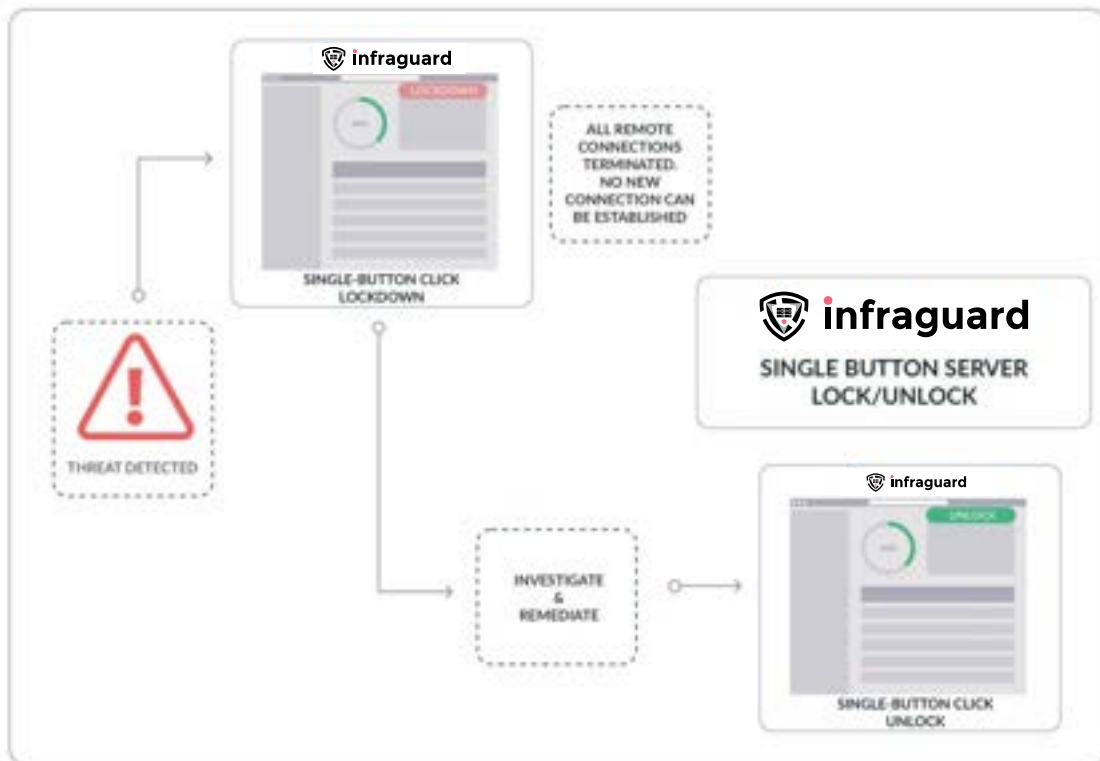 infraguard
LOCKDOWN
SINGLE-BUTTON CLICK
LOCKDOWN
ALL REMOTE
CONNECTIONS
TERMINATED.
NO NEW
CONNECTION CAN
BE ESTABLISHED
THREAT DETECTED
infraguard
SINGLE BUTTON SERVER
LOCK/UNLOCK
INVESTIGATE
&
REMEDIATE
infraguard
UNLOCK
SINGLE-BUTTON CLICK
UNLOCK